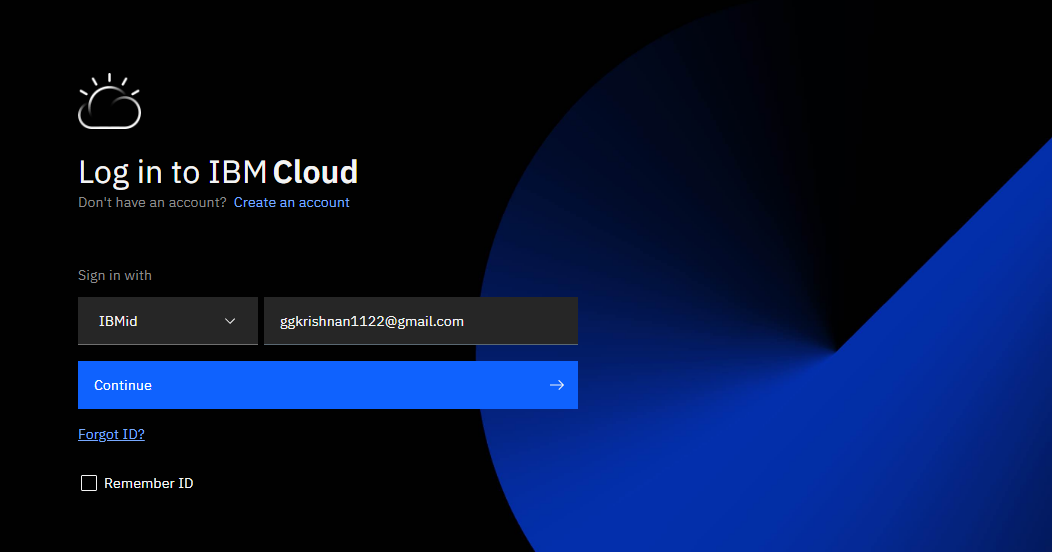 Log in to IBM Cloud
Don't have an account? Create an account
Sign in with
IBMid ggkrishnan1122@gmail.com
Continue
Forgot ID?
Remember ID